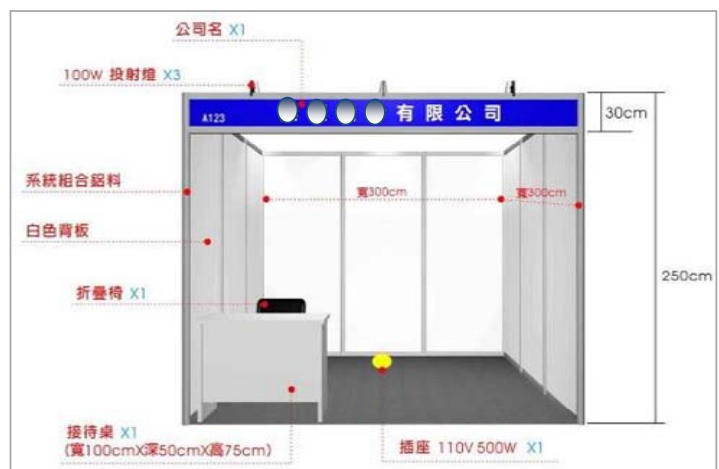 公司名 X1
100W 投射燈 X3
A123
有限公司
30cm
系統組合鋁料
寬300cm
寬300cm
白色背板
250cm
折疊椅 X1
接待桌 X1
(寬100cmX深50cmX高75cm)
插座 110V 500W X1